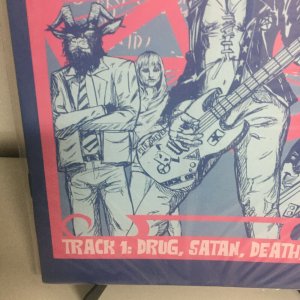 TRACK 1: DRUG, SATAN, DEATH